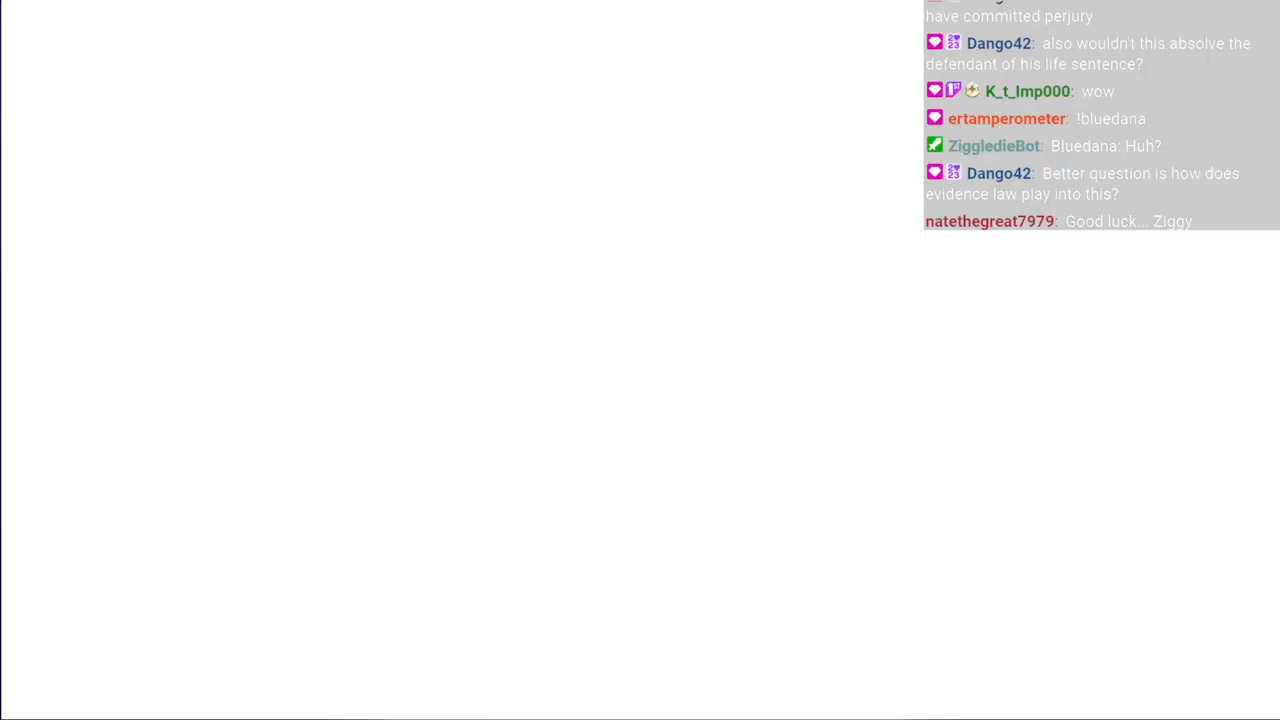 have committed perjury
Dango42: also wouldn't this absolve the
defendant of his life sentence?
K_t_Imp000: wow
ertamperometer: !bluedana
ZiggledieBot: Bluedana: Huh?
Dango42: Better question is how does
evidence law play into this?
natethegreat7979: Good luck... Ziggy